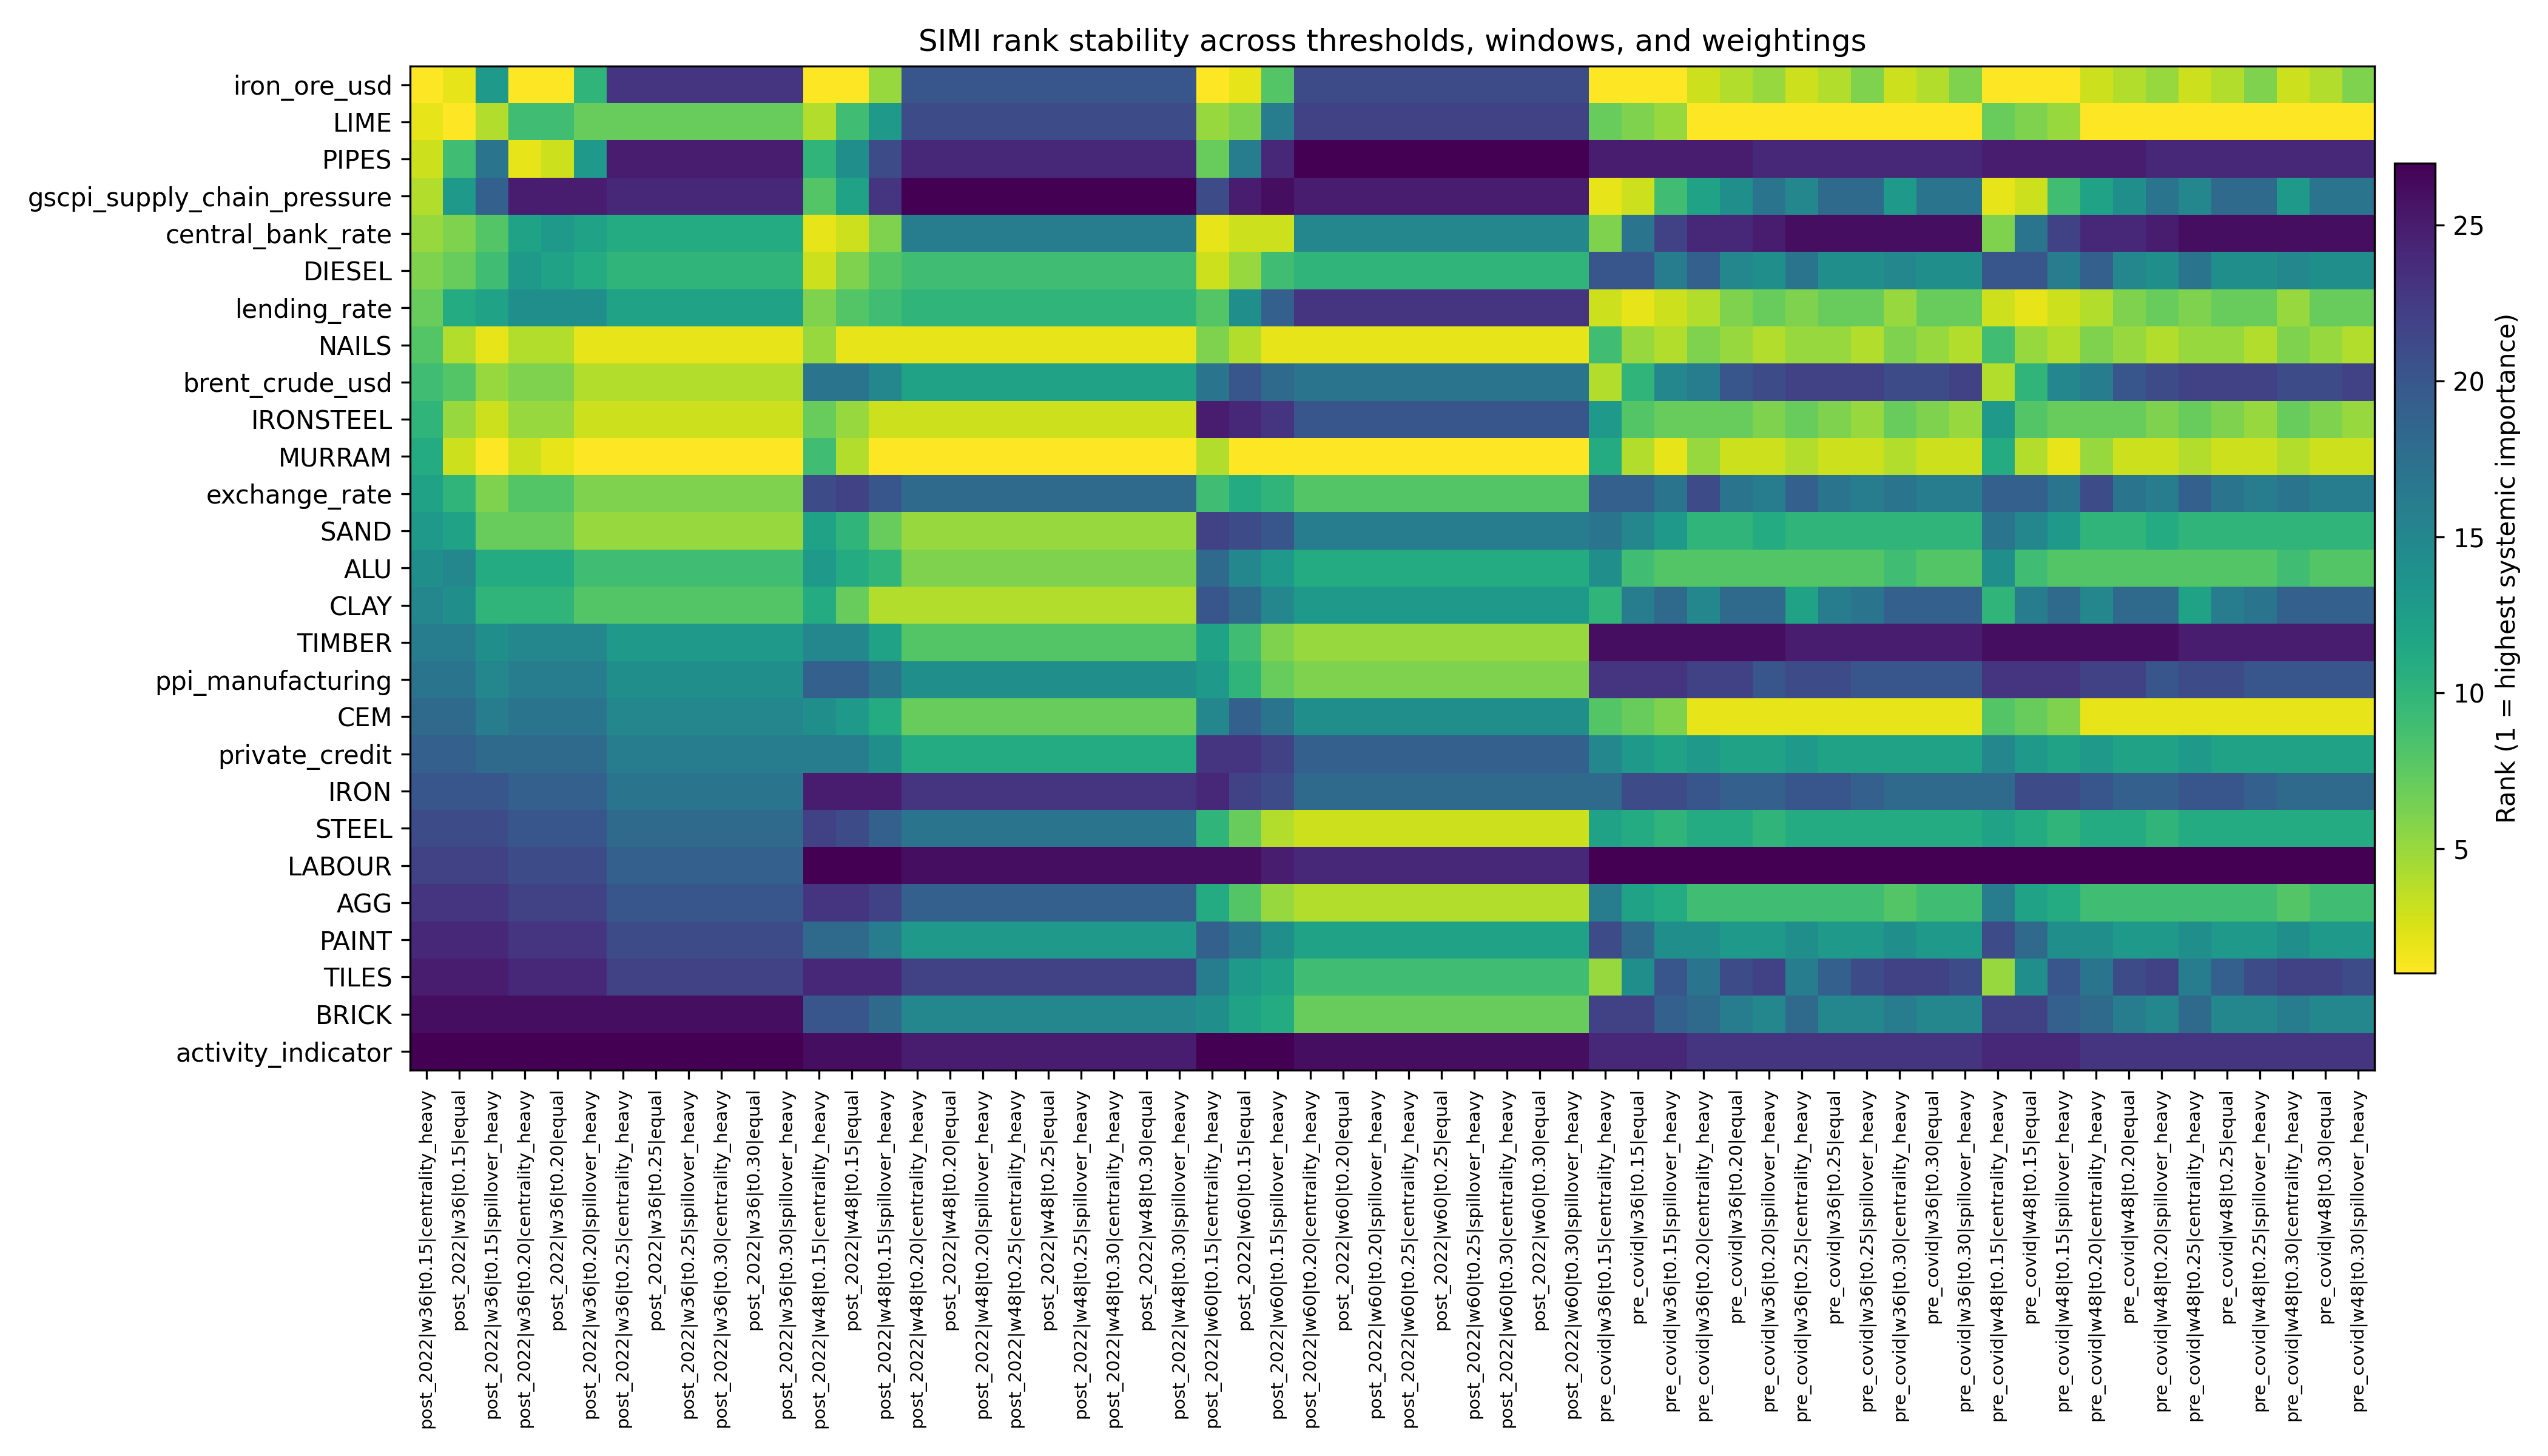 SIMI rank stability across thresholds, windows, and weightings
iron_ore_usd
LIME
PIPES
gscpi_supply_chain_pressure
central_bank_rate
DIESEL
lending_rate
NAILS
brent_crude_usd
IRONSTEEL
MURRAM
exchange_rate
SAND
ALU
CLAY
TIMBER
ppi_manufacturing
CEM
private_credit
IRON
STEEL
LABOUR
AGG
PAINT
TILES
BRICK
activity_indicator
post_2022|w36|t0.15|centrality_heavy
post_2022|w36|t0.15|equal
post_2022|w36|t0.15|spillover_heavy
post_2022|w36|t0.20|centrality_heavy
post_2022|w36|t0.20|equal
post_2022|w36|t0.20|spillover_heavy
post_2022|w36|t0.25|centrality_heavy
post_2022|w36|t0.25|equal
post_2022|w36|t0.25|spillover_heavy
post_2022|w36|t0.30|centrality_heavy
post_2022|w36|t0.30|equal
post_2022|w36|t0.30|spillover_heavy
post_2022|w48|t0.15|centrality_heavy
post_2022|w48|t0.15|equal
post_2022|w48|t0.15|spillover_heavy
post_2022|w48|t0.20|centrality_heavy
post_2022|w48|t0.20|equal
post_2022|w48|t0.20|spillover_heavy
post_2022|w48|t0.25|centrality_heavy
post_2022|w48|t0.25|equal
post_2022|w48|t0.25|spillover_heavy
post_2022|w48|t0.30|centrality_heavy
post_2022|w48|t0.30|equal
post_2022|w48|t0.30|spillover_heavy
post_2022|w60|t0.15|centrality_heavy
post_2022|w60|t0.15|equal
post_2022|w60|t0.15|spillover_heavy
post_2022|w60|t0.20|centrality_heavy
post_2022|w60|t0.20|equal
post_2022|w60|t0.20|spillover_heavy
post_2022|w60|t0.25|centrality_heavy
post_2022|w60|t0.25|equal
post_2022|w60|t0.25|spillover_heavy
post_2022|w60|t0.30|centrality_heavy
post_2022|w60|t0.30|equal
post_2022|w60|t0.30|spillover_heavy
pre_covid|w36|t0.15|centrality_heavy
pre_covid|w36|t0.15|equal
pre_covid|w36|t0.15|spillover_heavy
pre_covid|w36|t0.20|centrality_heavy
pre_covid|w36|t0.20|equal
pre_covid|w36|t0.20|spillover_heavy
pre_covid|w36|t0.25|centrality_heavy
pre_covid|w36|t0.25|equal
pre_covid|w36|t0.25|spillover_heavy
pre_covid|w36|t0.30|centrality_heavy
pre_covid|w36|t0.30|equal
pre_covid|w36|t0.30|spillover_heavy
pre_covid|w48|t0.15|centrality_heavy
pre_covid|w48|t0.15|equal
pre_covid|w48|t0.15|spillover_heavy
pre_covid|w48|t0.20|centrality_heavy
pre_covid|w48|t0.20|equal
pre_covid|w48|t0.20|spillover_heavy
pre_covid|w48|t0.25|centrality_heavy
pre_covid|w48|t0.25|equal
pre_covid|w48|t0.25|spillover_heavy
pre_covid|w48|t0.30|centrality_heavy
pre_covid|w48|t0.30|equal
pre_covid|w48|t0.30|spillover_heavy
25
20
15
10
5
Rank (1 = highest systemic importance)